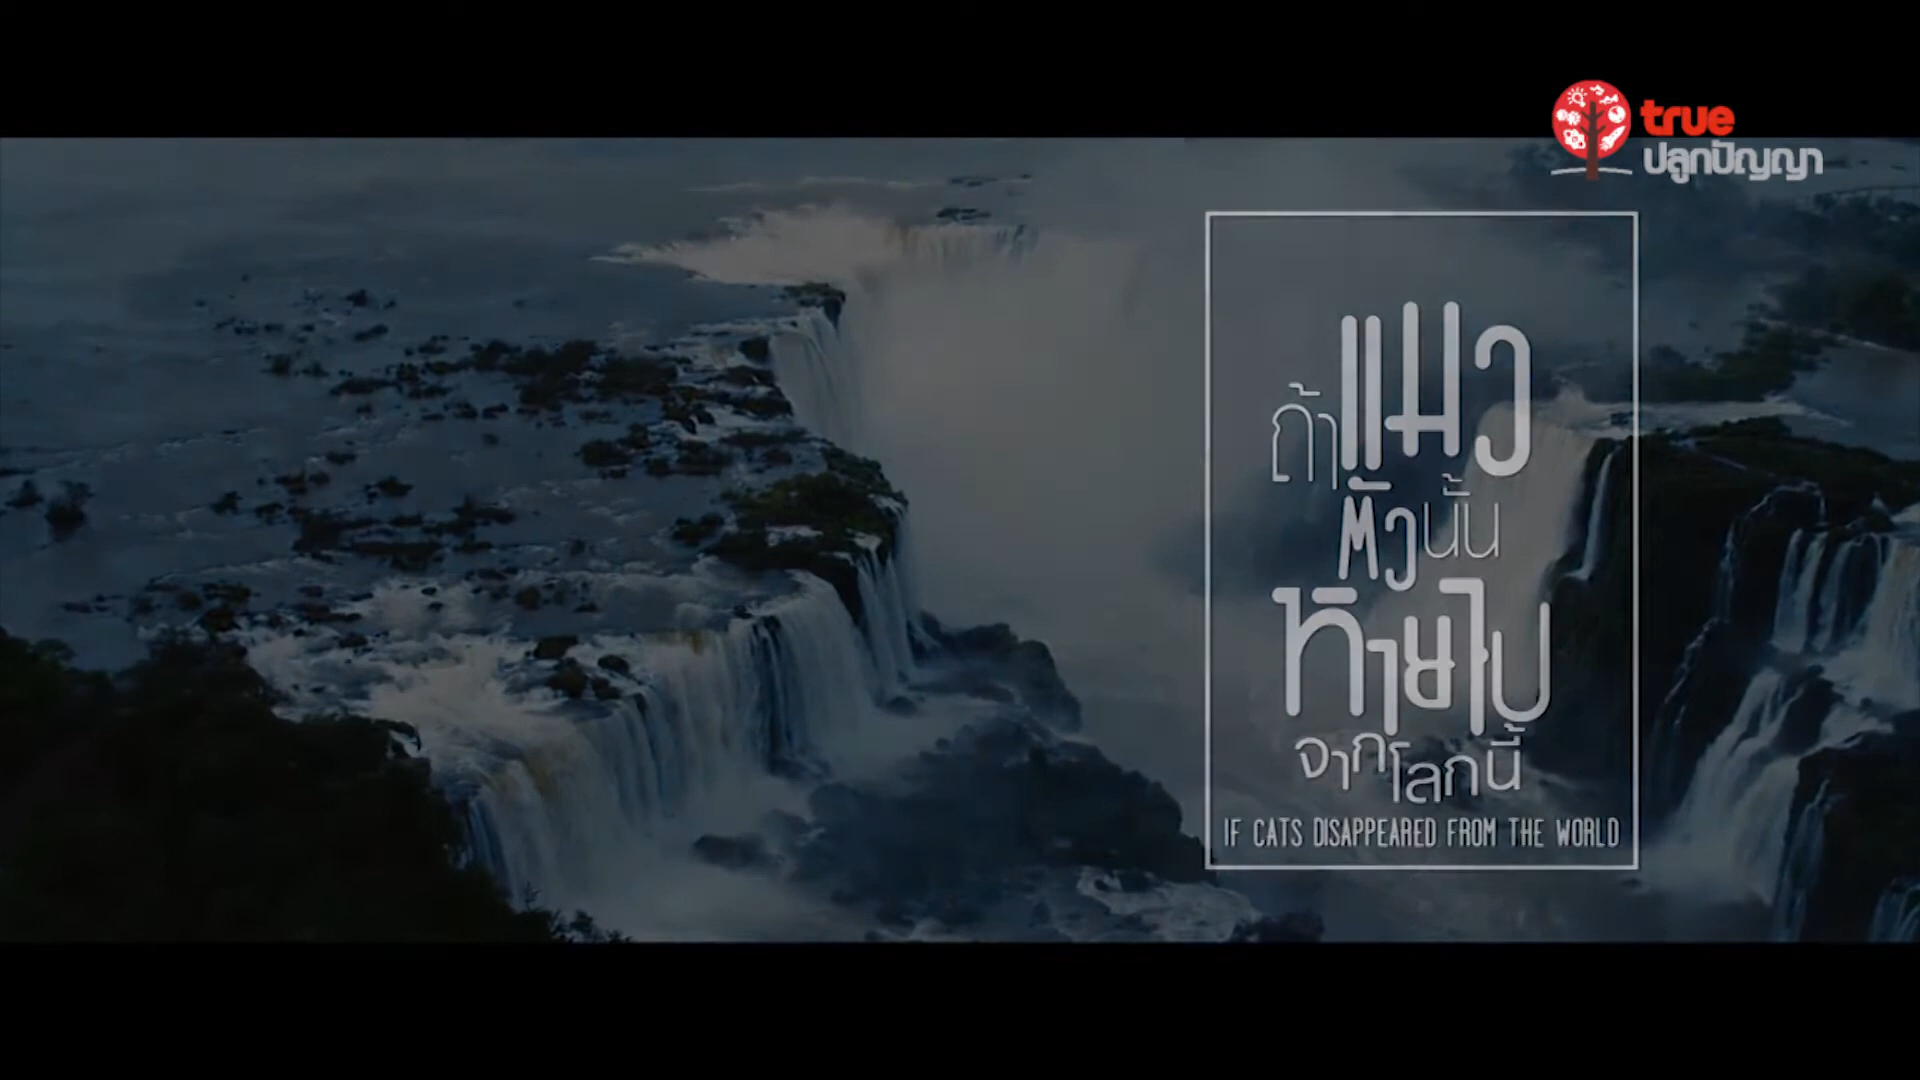 true
ปลูกปัญญา
ถ้าแมว
ตัวนั้น
หายไป
จากโลกนี้
IF CATS DISAPPEARED FROM THE WORLD